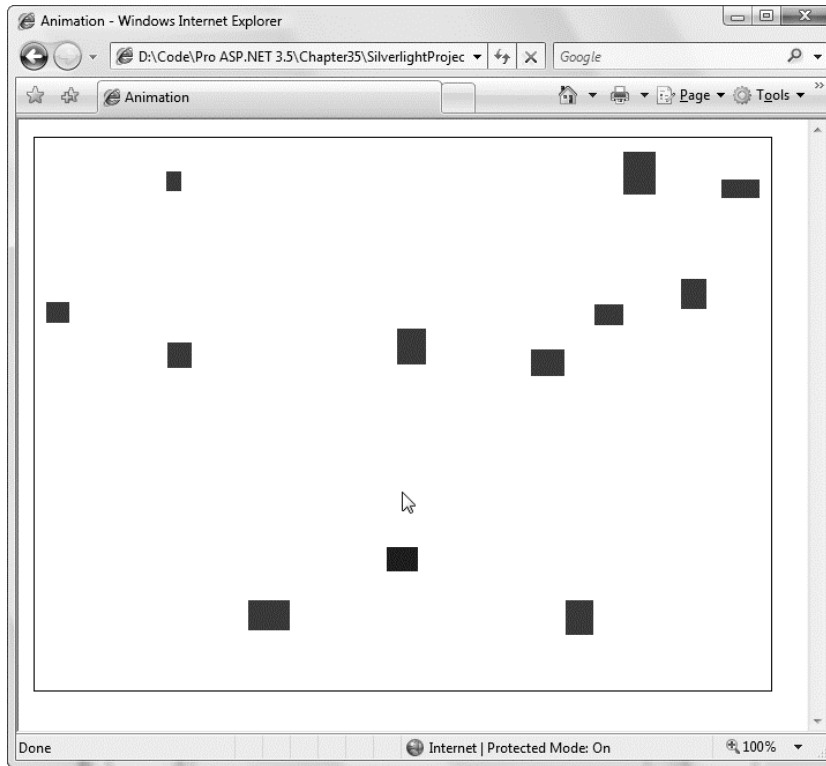 Animation - Windows Internet Explorer
D:\Code\Pro ASP.NET 3.5\Chapter35\SilverlightProjec
Google
Animation
Page
Tools
Done
Internet | Protected Mode: On
100%